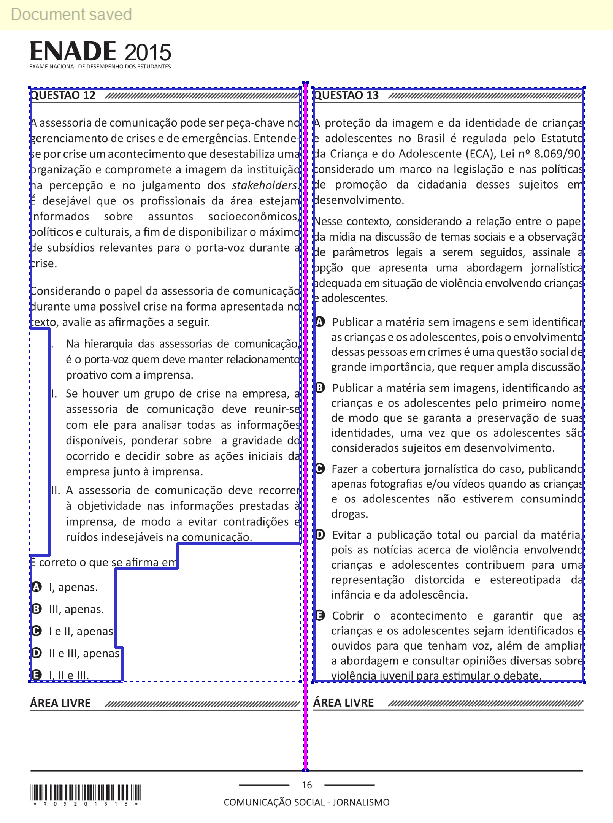 Document saved
ENADE 2015
EXAME NACIONAL DE DESEMPENHO DOS ESTUDANTES
QUESTÃO 12
A assessoria de comunicação pode ser peça-chave no
gerenciamento de crises e de emergências. Entende-
se por crise um acontecimento que desestabiliza uma
organização e compromete a imagem da instituição
na percepção e no julgamento dos stakeholders.
É desejável que os profissionais da área estejam
informados sobre assuntos socioeconômicos,
políticos e culturais, a fim de disponibilizar o máximo
de subsídios relevantes para o porta-voz durante a
crise.
Considerando o papel da assessoria de comunicação
durante uma possível crise na forma apresentada no
texto, avalie as afirmações a seguir.
I. Na hierarquia das assessorias de comunicação,
é o porta-voz quem deve manter relacionamento
proativo com a imprensa.
II. Se houver um grupo de crise na empresa, a
assessoria de comunicação deve reunir-se
com ele para analisar todas as informações
disponíveis, ponderar sobre a gravidade do
ocorrido e decidir sobre as ações iniciais da
empresa junto à imprensa.
III. A assessoria de comunicação deve recorrer
à objetividade nas informações prestadas à
imprensa, de modo a evitar contradições e
ruídos indesejáveis na comunicação.
É correto o que se afirma em
A I, apenas.
B III, apenas.
C I e II, apenas.
D II e III, apenas.
E I, II e III.
ÁREA LIVRE
QUESTÃO 13
A proteção da imagem e da identidade de crianças
e adolescentes no Brasil é regulada pelo Estatuto
da Criança e do Adolescente (ECA), Lei nº 8.069/90,
considerado um marco na legislação e nas políticas
de promoção da cidadania desses sujeitos em
desenvolvimento.
Nesse contexto, considerando a relação entre o papel
da mídia na discussão de temas sociais e a observação
de parâmetros legais a serem seguidos, assinale a
opção que apresenta uma abordagem jornalística
adequada em situação de violência envolvendo crianças
e adolescentes.
A Publicar a matéria sem imagens e sem identificar
as crianças e os adolescentes, pois o envolvimento
dessas pessoas em crimes é uma questão social de
grande importância, que requer ampla discussão.
B Publicar a matéria sem imagens, identificando as
crianças e os adolescentes pelo primeiro nome,
de modo que se garanta a preservação de suas
identidades, uma vez que os adolescentes são
considerados sujeitos em desenvolvimento.
C Fazer a cobertura jornalística do caso, publicando
apenas fotografias e/ou vídeos quando as crianças
e os adolescentes não estiverem consumindo
drogas.
D Evitar a publicação total ou parcial da matéria,
pois as notícias acerca de violência envolvendo
crianças e adolescentes contribuem para uma
representação distorcida e estereotipada da
infância e da adolescência.
E Cobrir o acontecimento e garantir que as
crianças e os adolescentes sejam identificados e
ouvidos para que tenham voz, além de ampliar
a abordagem e consultar opiniões diversas sobre
violência juvenil para estimular o debate.
ÁREA LIVRE
16
COMUNICAÇÃO SOCIAL - JORNALISMO